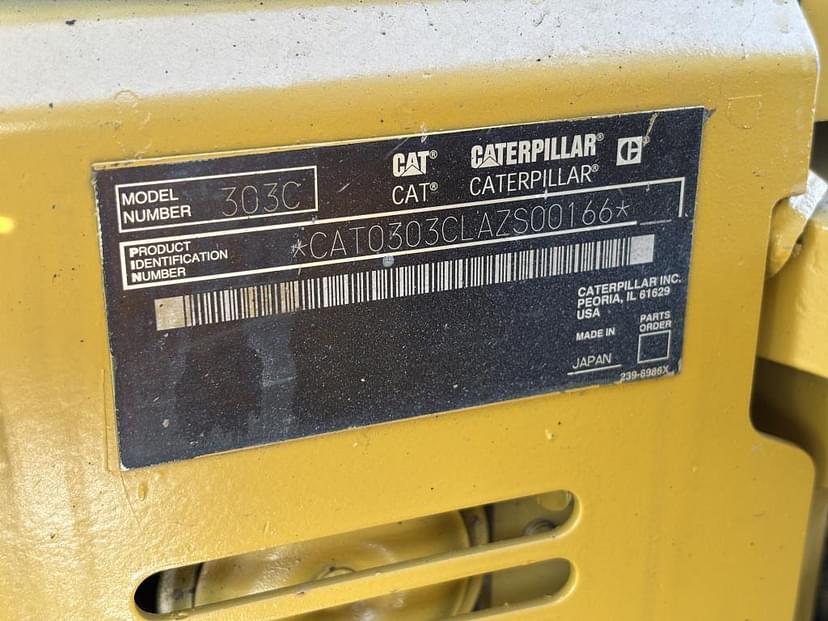 CAT® CATERPILLAR® C
CAT® CATERPILLAR®
MODEL NUMBER 303C
PRODUCT IDENTIFICATION NUMBER *CAT0303CLAZS00166*
CATERPILLAR INC.
PEORIA, IL 61629
USA
MADE IN
JAPAN
PARTS ORDER
239-6986X